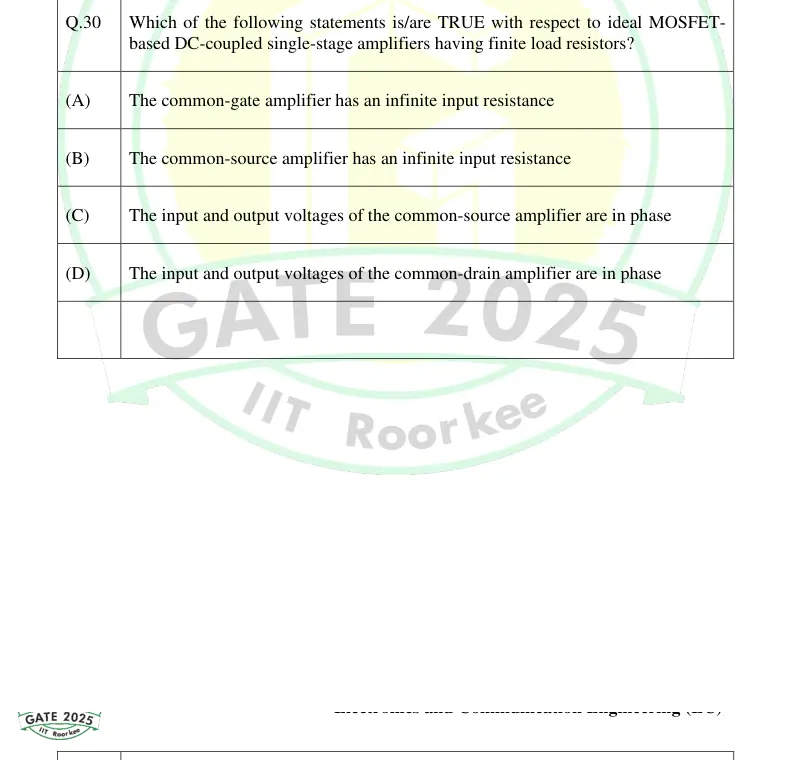 Q.30 Which of the following statements is/are TRUE with respect to ideal MOSFET-
based DC-coupled single-stage amplifiers having finite load resistors?
(A) The common-gate amplifier has an infinite input resistance
(B) The common-source amplifier has an infinite input resistance
(C) The input and output voltages of the common-source amplifier are in phase
(D) The input and output voltages of the common-drain amplifier are in phase
GATE 2025
IIT Roorkee
GATE 2025
IIT Roorkee